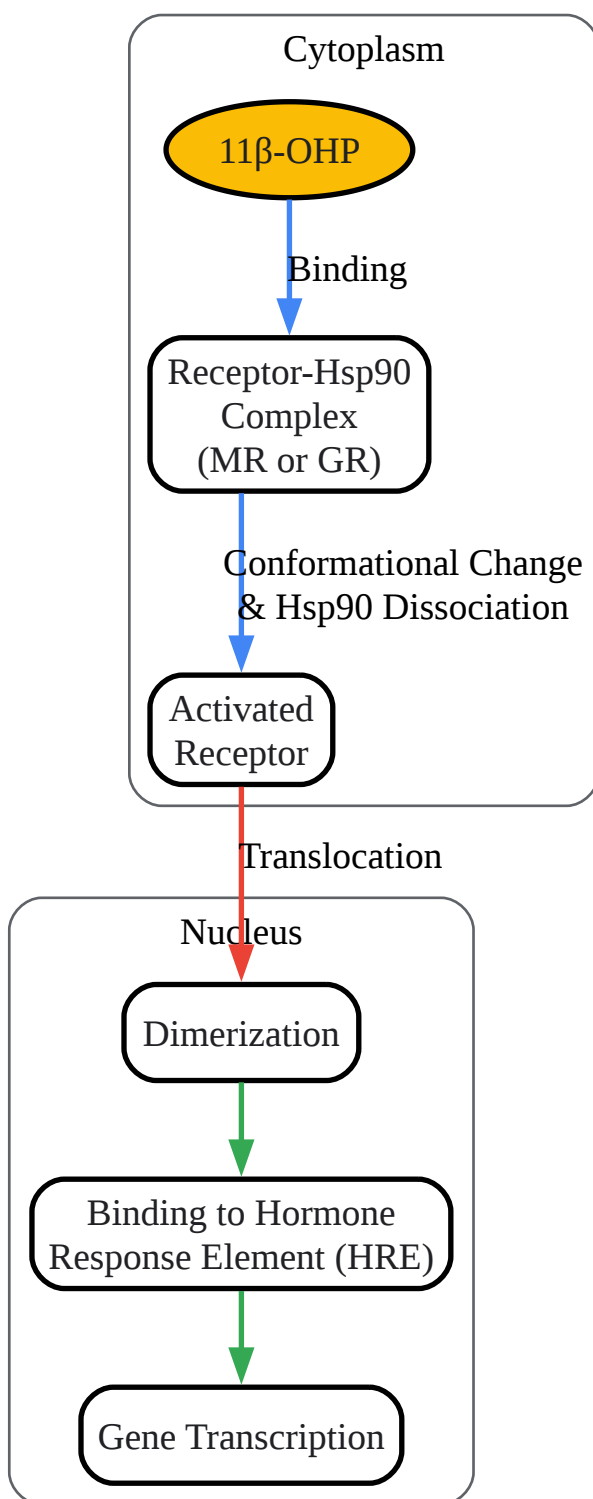 Cytoplasm
11β-OHP
Binding
Receptor-Hsp90
Complex
(MR or GR)
Conformational Change
& Hsp90 Dissociation
Activated
Receptor
Translocation
Nucleus
Dimerization
Binding to Hormone
Response Element (HRE)
Gene Transcription